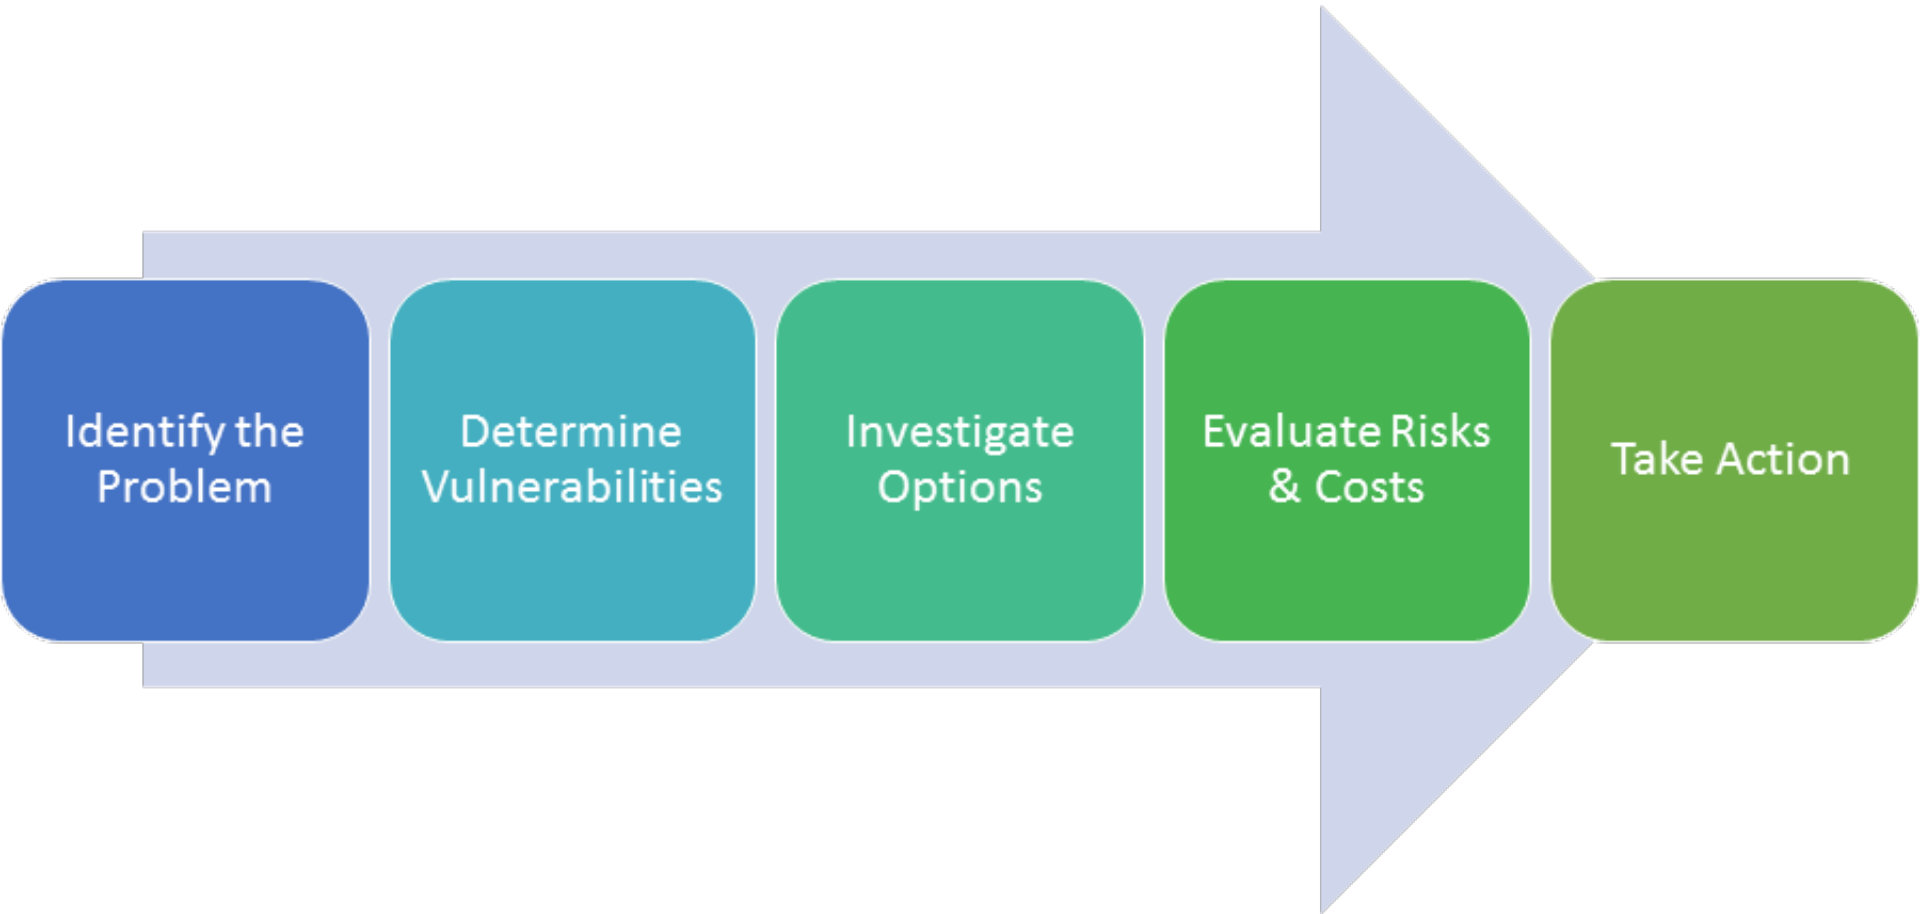 Identify the
Problem
Determine
Vulnerabilities
Investigate
Options
Evaluate Risks
& Costs
Take Action